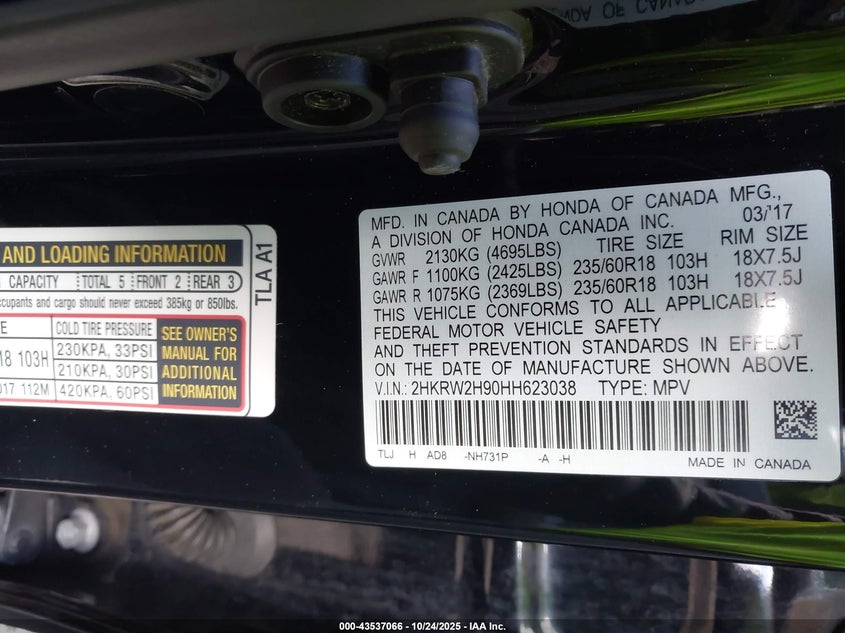 AND LOADING INFORMATION
CAPACITY TOTAL 5 FRONT 2 REAR 3
ccupants and cargo should never exceed 385kg or 850lbs.
E COLD TIRE PRESSURE
18 103H 230KPA, 33PSI
210KPA, 30PSI
017 112M 420KPA, 60PSI
SEE OWNER'S
MANUAL FOR
ADDITIONAL
INFORMATION
TLA A1
MFD. IN CANADA BY HONDA OF CANADA MFG.,
A DIVISION OF HONDA CANADA INC. 03/'17
GVWR 2130KG (4695LBS) TIRE SIZE RIM SIZE
GAWR F 1100KG (2425LBS) 235/60R18 103H 18X7.5J
GAWR R 1075KG (2369LBS) 235/60R18 103H 18X7.5J
THIS VEHICLE CONFORMS TO ALL APPLICABLE
FEDERAL MOTOR VEHICLE SAFETY
AND THEFT PREVENTION STANDARDS IN EFFECT
ON THE DATE OF MANUFACTURE SHOWN ABOVE.
V.I.N.: 2HKRW2H90HH623038 TYPE: MPV
TLJ H AD8 -NH731P -A -H
MADE IN CANADA
000-43537066 - 10/24/2025 - IAA Inc.